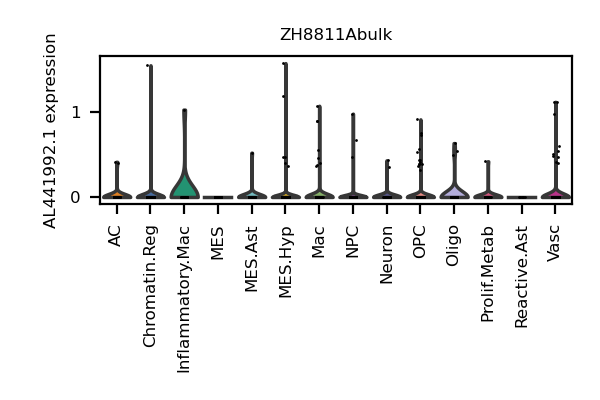 ZH8811Abulk
AL441992.1 expression
1
0
AC
Chromatin.Reg
Inflammatory.Mac
MES
MES.Ast
MES.Hyp
Mac
NPC
Neuron
OPC
Oligo
Prolif.Metab
Reactive.Ast
Vasc